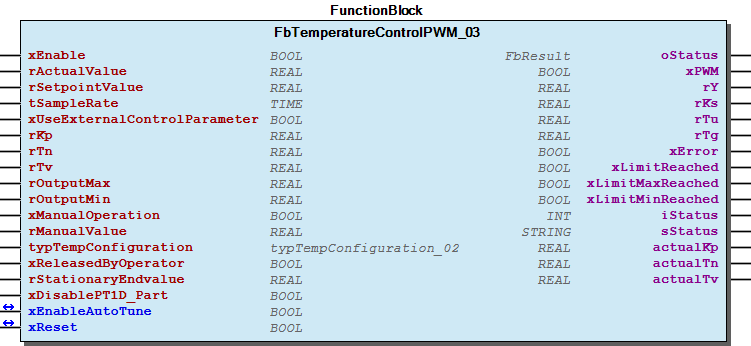 FunctionBlock
FbTemperatureControlPWM_03
xEnable BOOL FbResult oStatus
rActualValue REAL BOOL xPWM
rSetpointValue REAL REAL rY
tSampleRate TIME REAL rKs
xUseExternalControlParameter BOOL REAL rTu
rKp REAL REAL rTg
rTn REAL BOOL xError
rTv REAL BOOL xLimitReached
rOutputMax REAL BOOL xLimitMaxReached
rOutputMin REAL BOOL xLimitMinReached
xManualOperation BOOL INT iStatus
rManualValue REAL STRING sStatus
typTempConfiguration typTempConfiguration_02 REAL actualKp
xReleasedByOperator BOOL REAL actualTn
rStationaryEndvalue REAL REAL actualTv
xDisablePT1D_Part BOOL
xEnableAutoTune BOOL
xReset BOOL